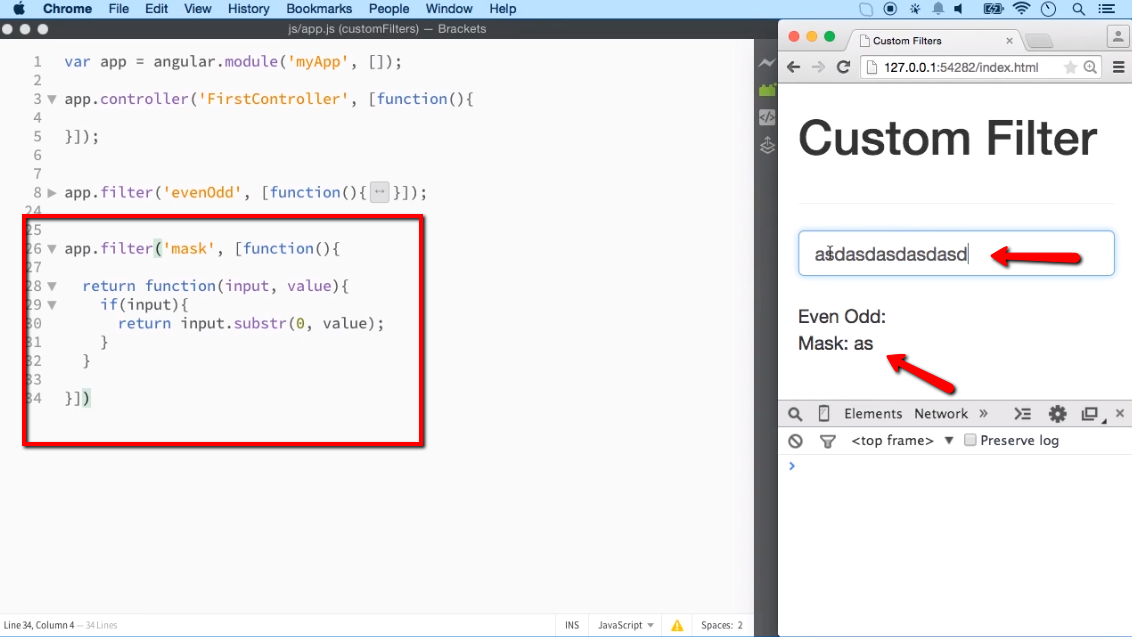 Chrome File Edit View History Bookmarks People Window Help
js/app.js (customFilters) — Brackets
1 var app = angular.module('myApp', []);
2
3 app.controller('FirstController', [function(){
4
5 }]);
6
7
8 app.filter('evenOdd', [function(){ }]);
24
25
26 app.filter('mask', [function(){
27
28 return function(input, value){
29 if(input){
30 return input.substr(0, value);
31 }
32 }
33
34 }])
Line 34, Column 4 — 34 Lines
INS JavaScript Spaces: 2
Custom Filters
127.0.0.1:54282/index.html
Custom Filter
asdasdasdasdasd
Even Odd:
Mask: as
Elements Network »
<top frame> Preserve log